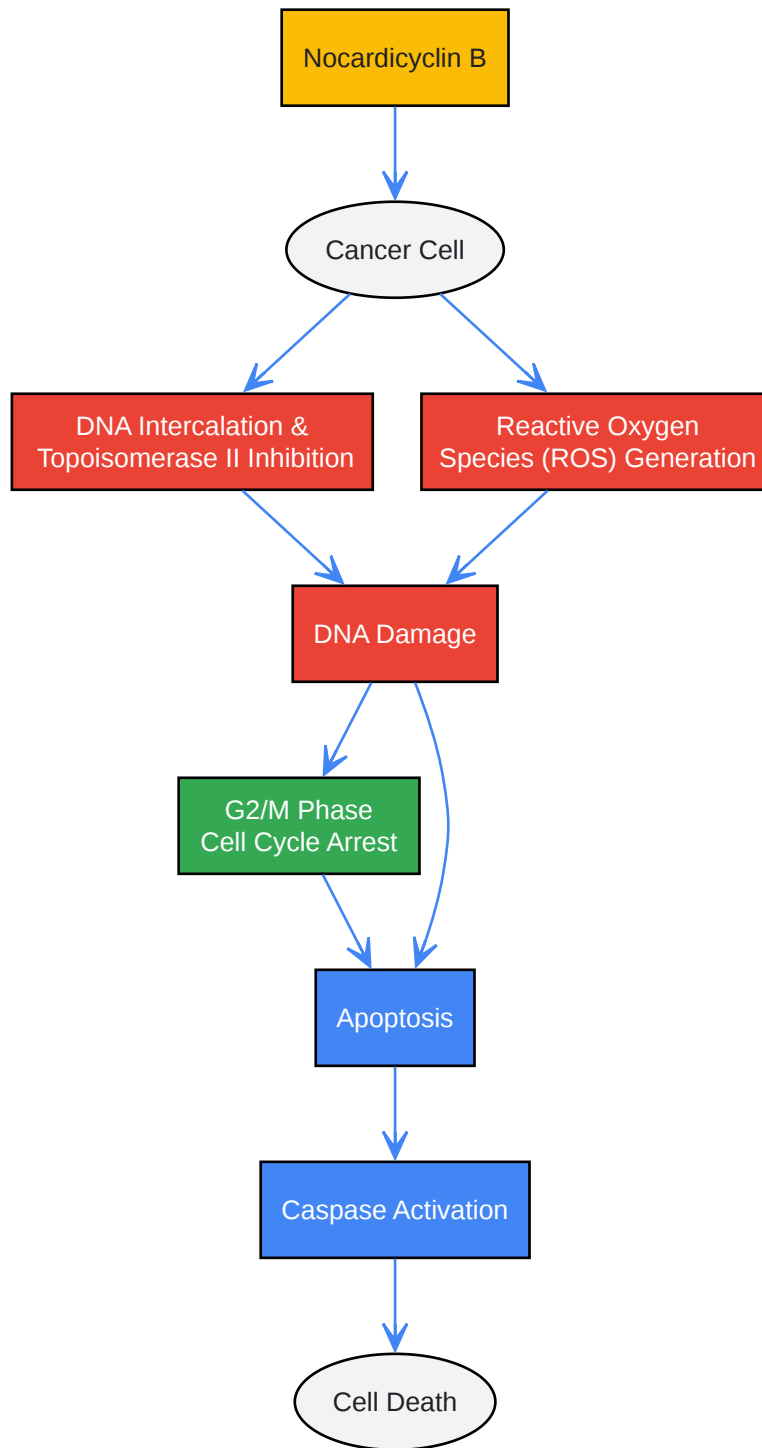 Nocardicyclin B
Cancer Cell
DNA Intercalation &
Topoisomerase II Inhibition
Reactive Oxygen
Species (ROS) Generation
DNA Damage
G2/M Phase
Cell Cycle Arrest
Apoptosis
Caspase Activation
Cell Death